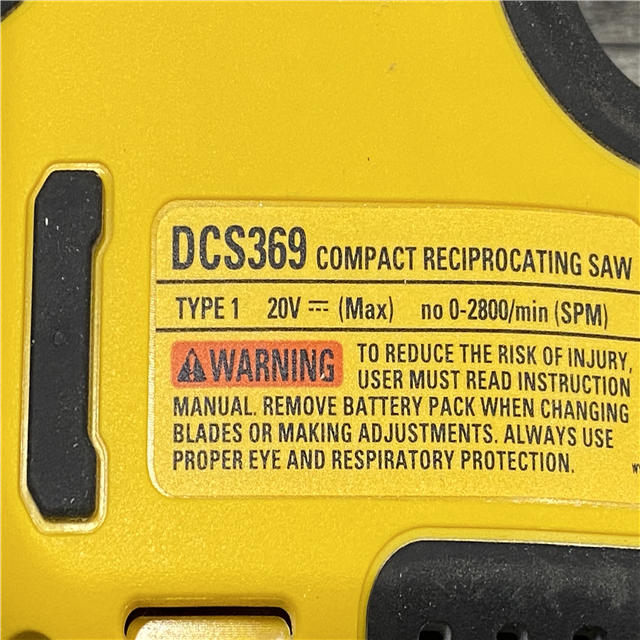 DCS369 COMPACT RECIPROCATING SAW
TYPE 1 20V ⎓ (Max) no 0-2800/min (SPM)
⚠WARNING TO REDUCE THE RISK OF INJURY,
USER MUST READ INSTRUCTION
MANUAL. REMOVE BATTERY PACK WHEN CHANGING
BLADES OR MAKING ADJUSTMENTS. ALWAYS USE
PROPER EYE AND RESPIRATORY PROTECTION.